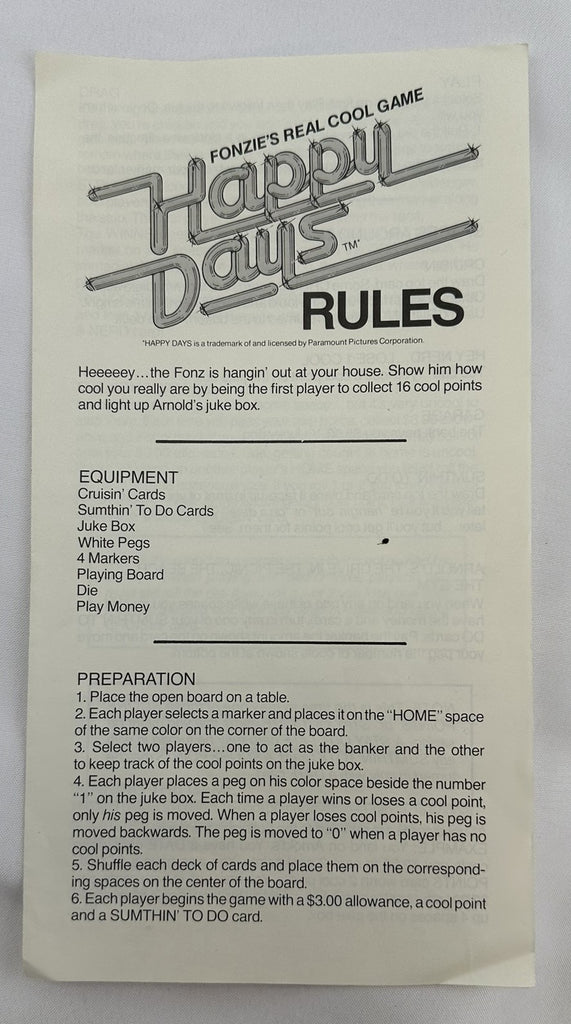 FONZIE'S REAL COOL GAME
Happy
Days™*
RULES
*HAPPY DAYS is a trademark of and licensed by Paramount Pictures Corporation.
Heeeeey...the Fonz is hangin' out at your house. Show him how
cool you really are by being the first player to collect 16 cool points
and light up Arnold's juke box.
EQUIPMENT
Cruisin' Cards
Sumthin' To Do Cards
Juke Box
White Pegs
4 Markers
Playing Board
Die
Play Money
PREPARATION
1. Place the open board on a table.
2. Each player selects a marker and places it on the "HOME" space
of the same color on the corner of the board.
3. Select two players...one to act as the banker and the other
to keep track of the cool points on the juke box.
4. Each player places a peg on his color space beside the number
"1" on the juke box. Each time a player wins or loses a cool point,
only his peg is moved. When a player loses cool points, his peg is
moved backwards. The peg is moved to "0" when a player has no
cool points.
5. Shuffle each deck of cards and place them on the correspond-
ing spaces on the center of the board.
6. Each player begins the game with a $3.00 allowance, a cool point
and a SUMTHIN' TO DO card.